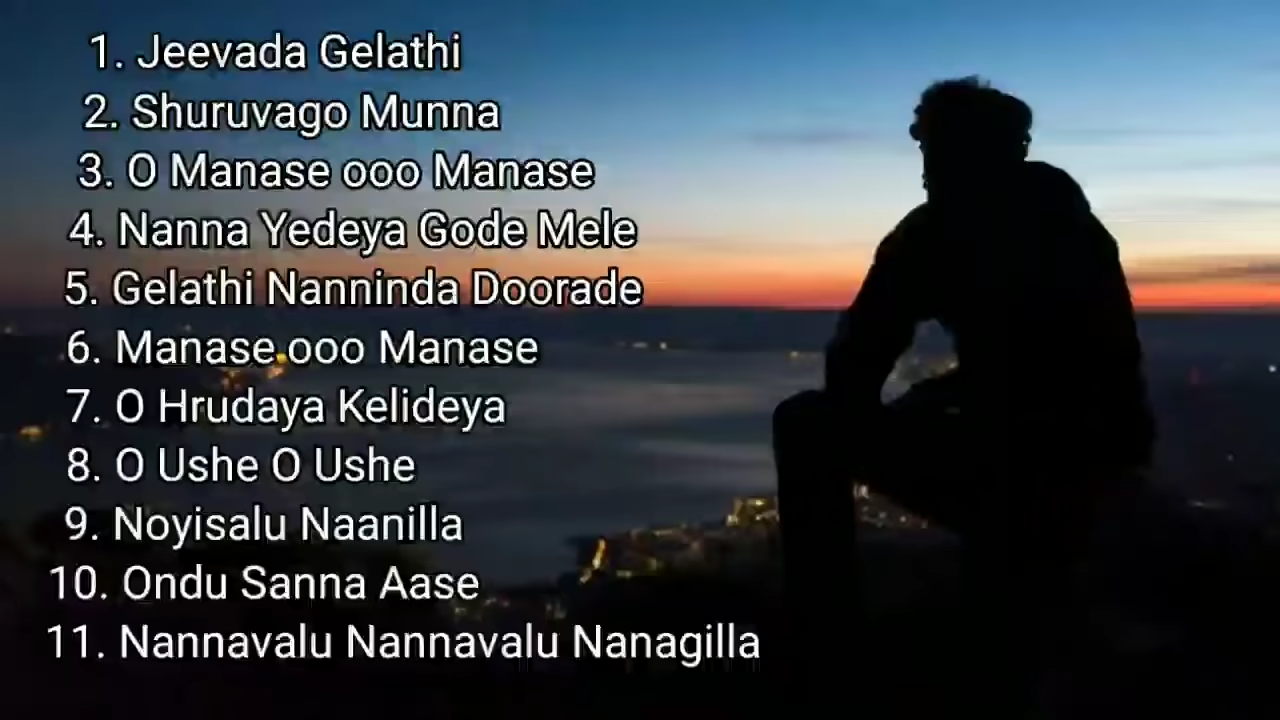 1. Jeevada Gelathi
2. Shuruvago Munna
3. O Manase ooo Manase
4. Nanna Yedeya Gode Mele
5. Gelathi Nanninda Doorade
6. Manase ooo Manase
7. O Hrudaya Kelideya
8. O Ushe O Ushe
9. Noyisalu Naanilla
10. Ondu Sanna Aase
11. Nannavalu Nannavalu Nanagilla